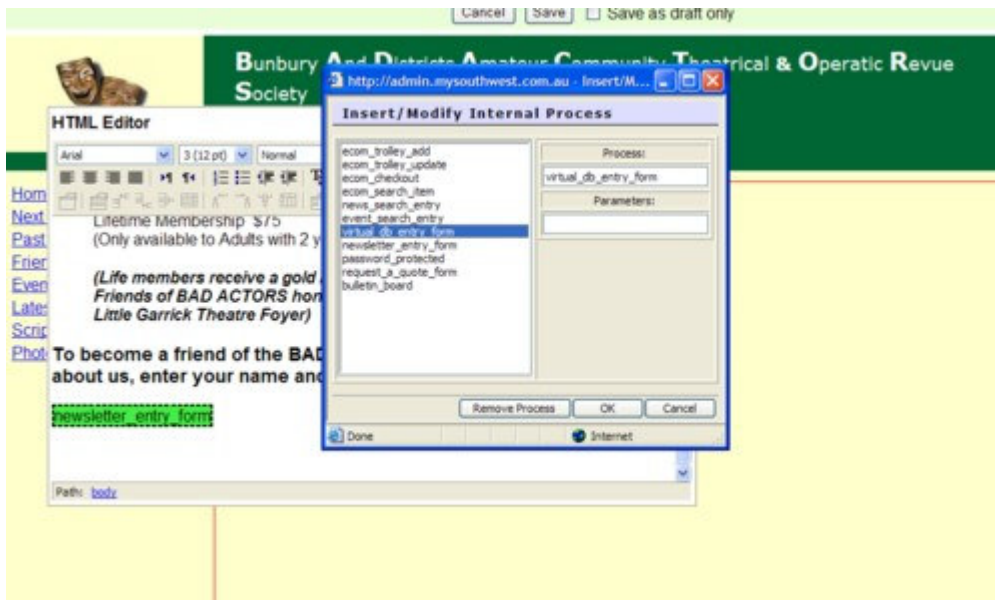 Cancel Save Save as draft only
Bunbury And Districts Amateur Community Theatrical & Operatic Revue
Society
http://admin.mysouthwest.com.au - Insert/M...
HTML Editor
Insert/Modify Internal Process
Arial 3 (12 pt) Normal
ecom_trolley_add
ecom_trolley_update
ecom_checkout
ecom_search_item
news_search_entry
event_search_entry
virtual_db_entry_form
newsletter_entry_form
password_protected
request_a_quote_form
bulletin_board
Process:
virtual_db_entry_form
Parameters:
Hom
Next
Past
Frier
Even
Late
Scrip
Phot
Lifetime Membership $75
(Only available to Adults with 2 y
(Life members receive a gold
Friends of BAD ACTORS hon
Little Garrick Theatre Foyer)
To become a friend of the BAD
about us, enter your name and
newsletter_entry_form
Remove Process OK Cancel
Done Internet
Path: body